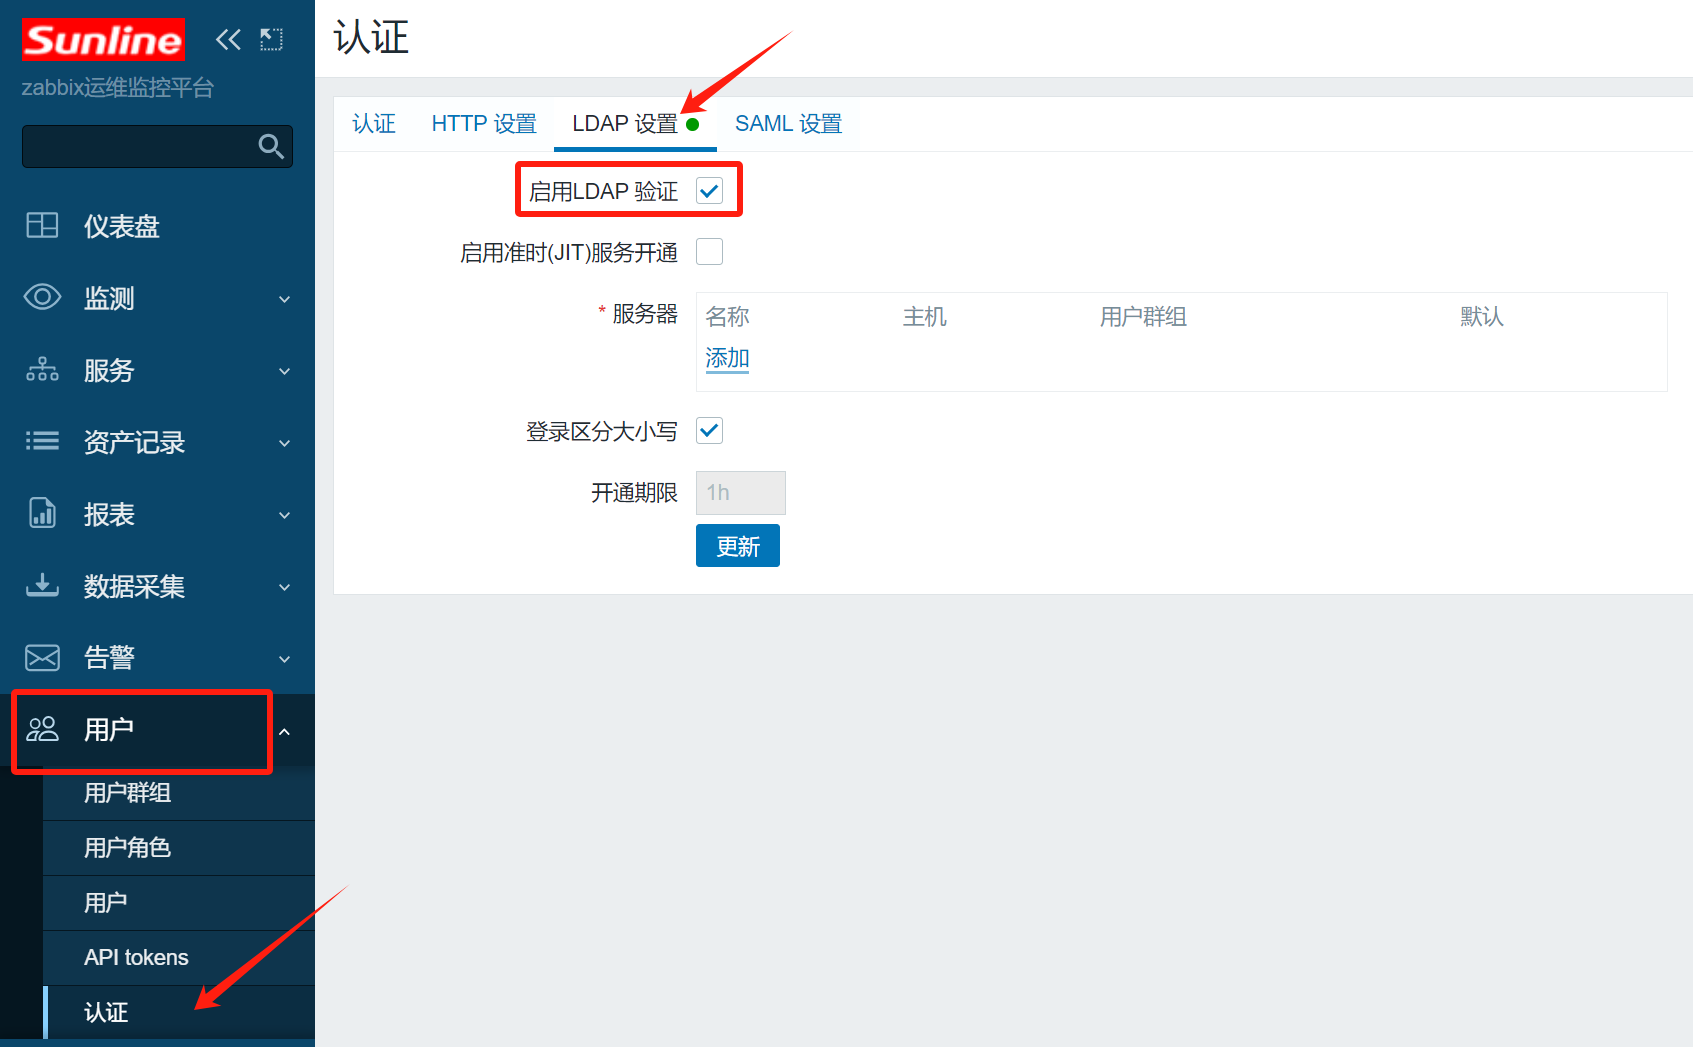 Sunline
zabbix运维监控平台
仪表盘
监测
服务
资产记录
报表
数据采集
告警
用户
用户群组
用户角色
用户
API tokens
认证
认证
认证 HTTP 设置 LDAP 设置 SAML 设置
启用LDAP 验证
启用准时(JIT)服务开通
* 服务器 名称 主机 用户群组 默认
添加
登录区分大小写
开通期限 1h
更新